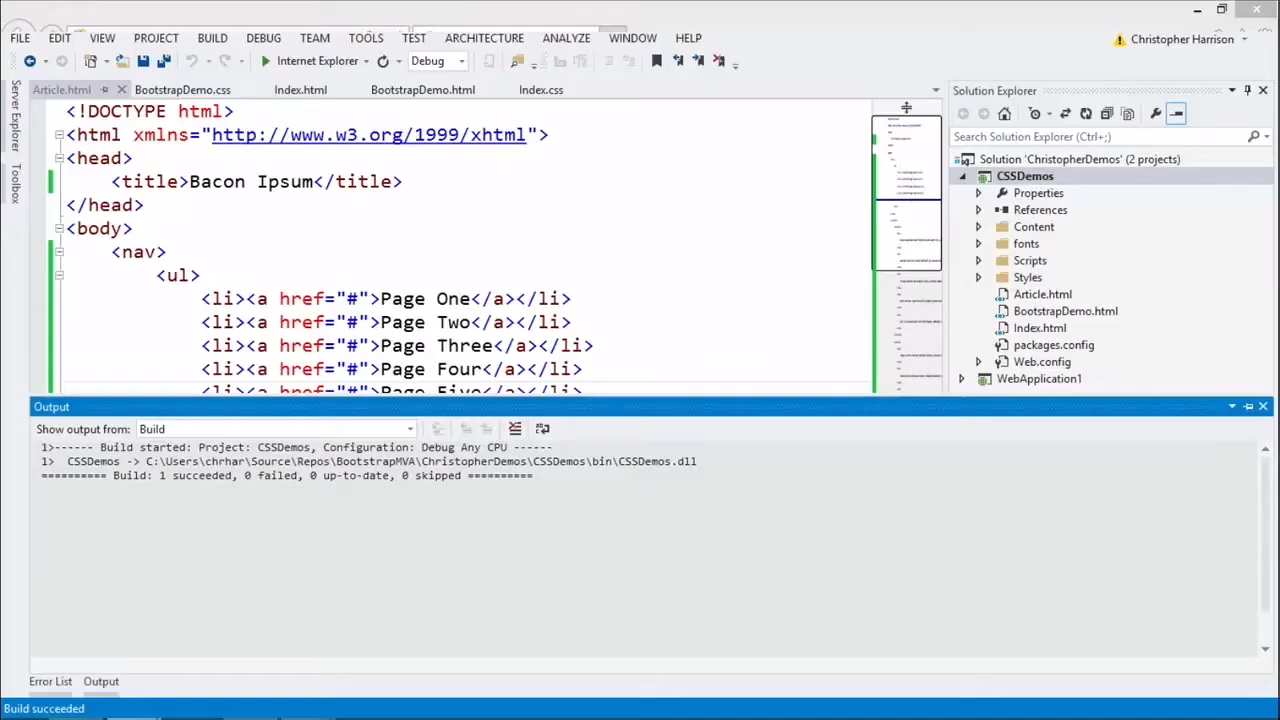 FILE EDIT VIEW PROJECT BUILD DEBUG TEAM TOOLS TEST ARCHITECTURE ANALYZE WINDOW HELP Christopher Harrison
Internet Explorer Debug
Server Explorer
Toolbox
Article.html BootstrapDemo.css Index.html BootstrapDemo.html Index.css
<!DOCTYPE html>
<html xmlns="http://www.w3.org/1999/xhtml">
<head>
<title>Bacon Ipsum</title>
</head>
<body>
<nav>
<ul>
<li><a href="#">Page One</a></li>
<li><a href="#">Page Two</a></li>
<li><a href="#">Page Three</a></li>
<li><a href="#">Page Four</a></li>
<li><a href="#">Page Five</a></li>
Solution Explorer
Search Solution Explorer (Ctrl+;)
Solution 'ChristopherDemos' (2 projects)
CSSDemos
Properties
References
Content
fonts
Scripts
Styles
Article.html
BootstrapDemo.html
Index.html
packages.config
Web.config
WebApplication1
Output
Show output from: Build
1>------ Build started: Project: CSSDemos, Configuration: Debug Any CPU ------
1> CSSDemos -> C:\Users\chrhar\Source\Repos\BootstrapMVA\ChristopherDemos\CSSDemos\bin\CSSDemos.dll
========== Build: 1 succeeded, 0 failed, 0 up-to-date, 0 skipped ==========
Error List Output
Build succeeded